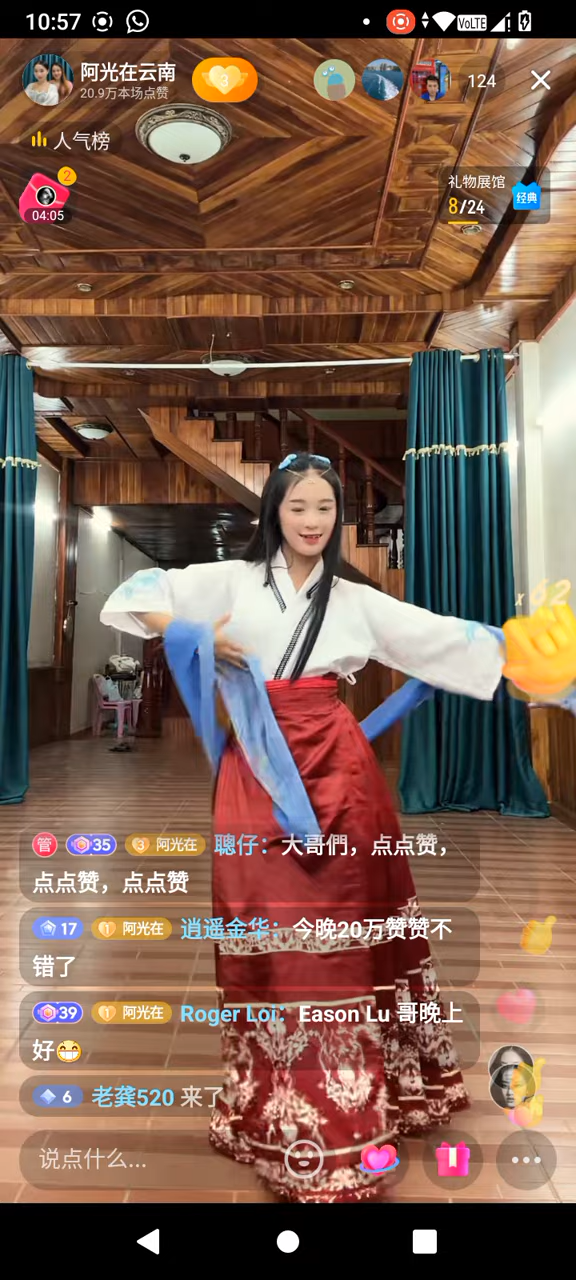 10:57
VoLTE
阿光在云南
20.9万本场点赞
3
124
人气榜
2
04:05
礼物展馆
8/24
经典
x62
管 35 3 阿光在 聰仔：大哥們，点点赞，
点点赞，点点赞
17 1 阿光在 逍遥金华：今晚20万赞赞不
错了
39 1 阿光在 Roger Loi：Eason Lu 哥晚上
好😁
6 老龚520 来了
说点什么...